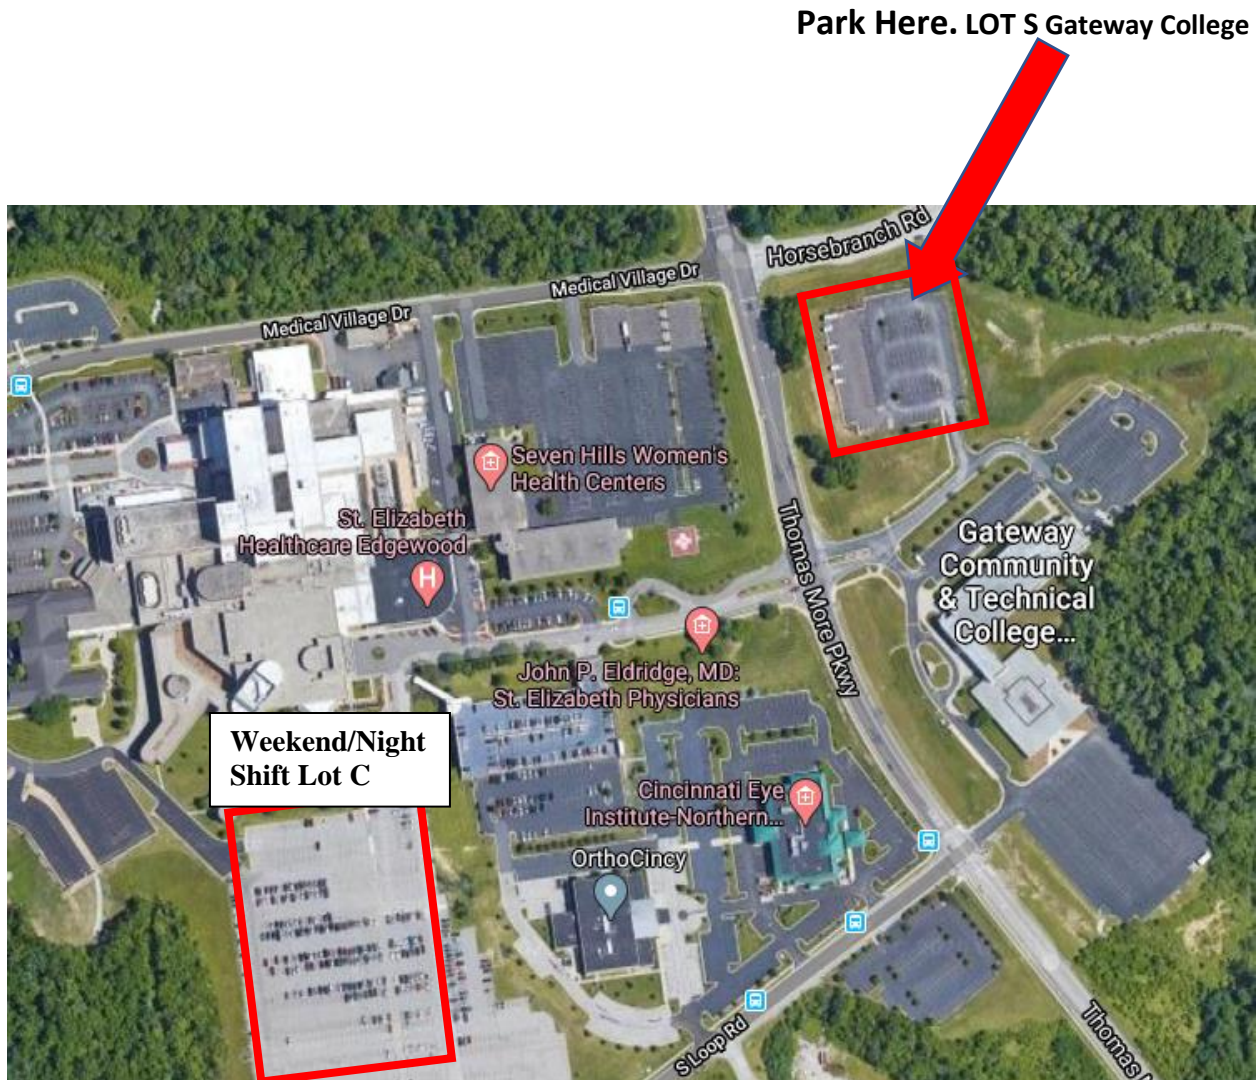 Park Here. LOT S Gateway College
Horsebranch Rd
Medical Village Dr
Medical Village Dr
Seven Hills Women's
Health Centers
St. Elizabeth
Healthcare Edgewood
H
Thomas More Pkwy
Gateway
Community
& Technical
College...
John P. Eldridge, MD:
St. Elizabeth Physicians
Weekend/Night
Shift Lot C
Cincinnati Eye
Institute-Northern...
OrthoCincy
S Loop Rd
Thomas